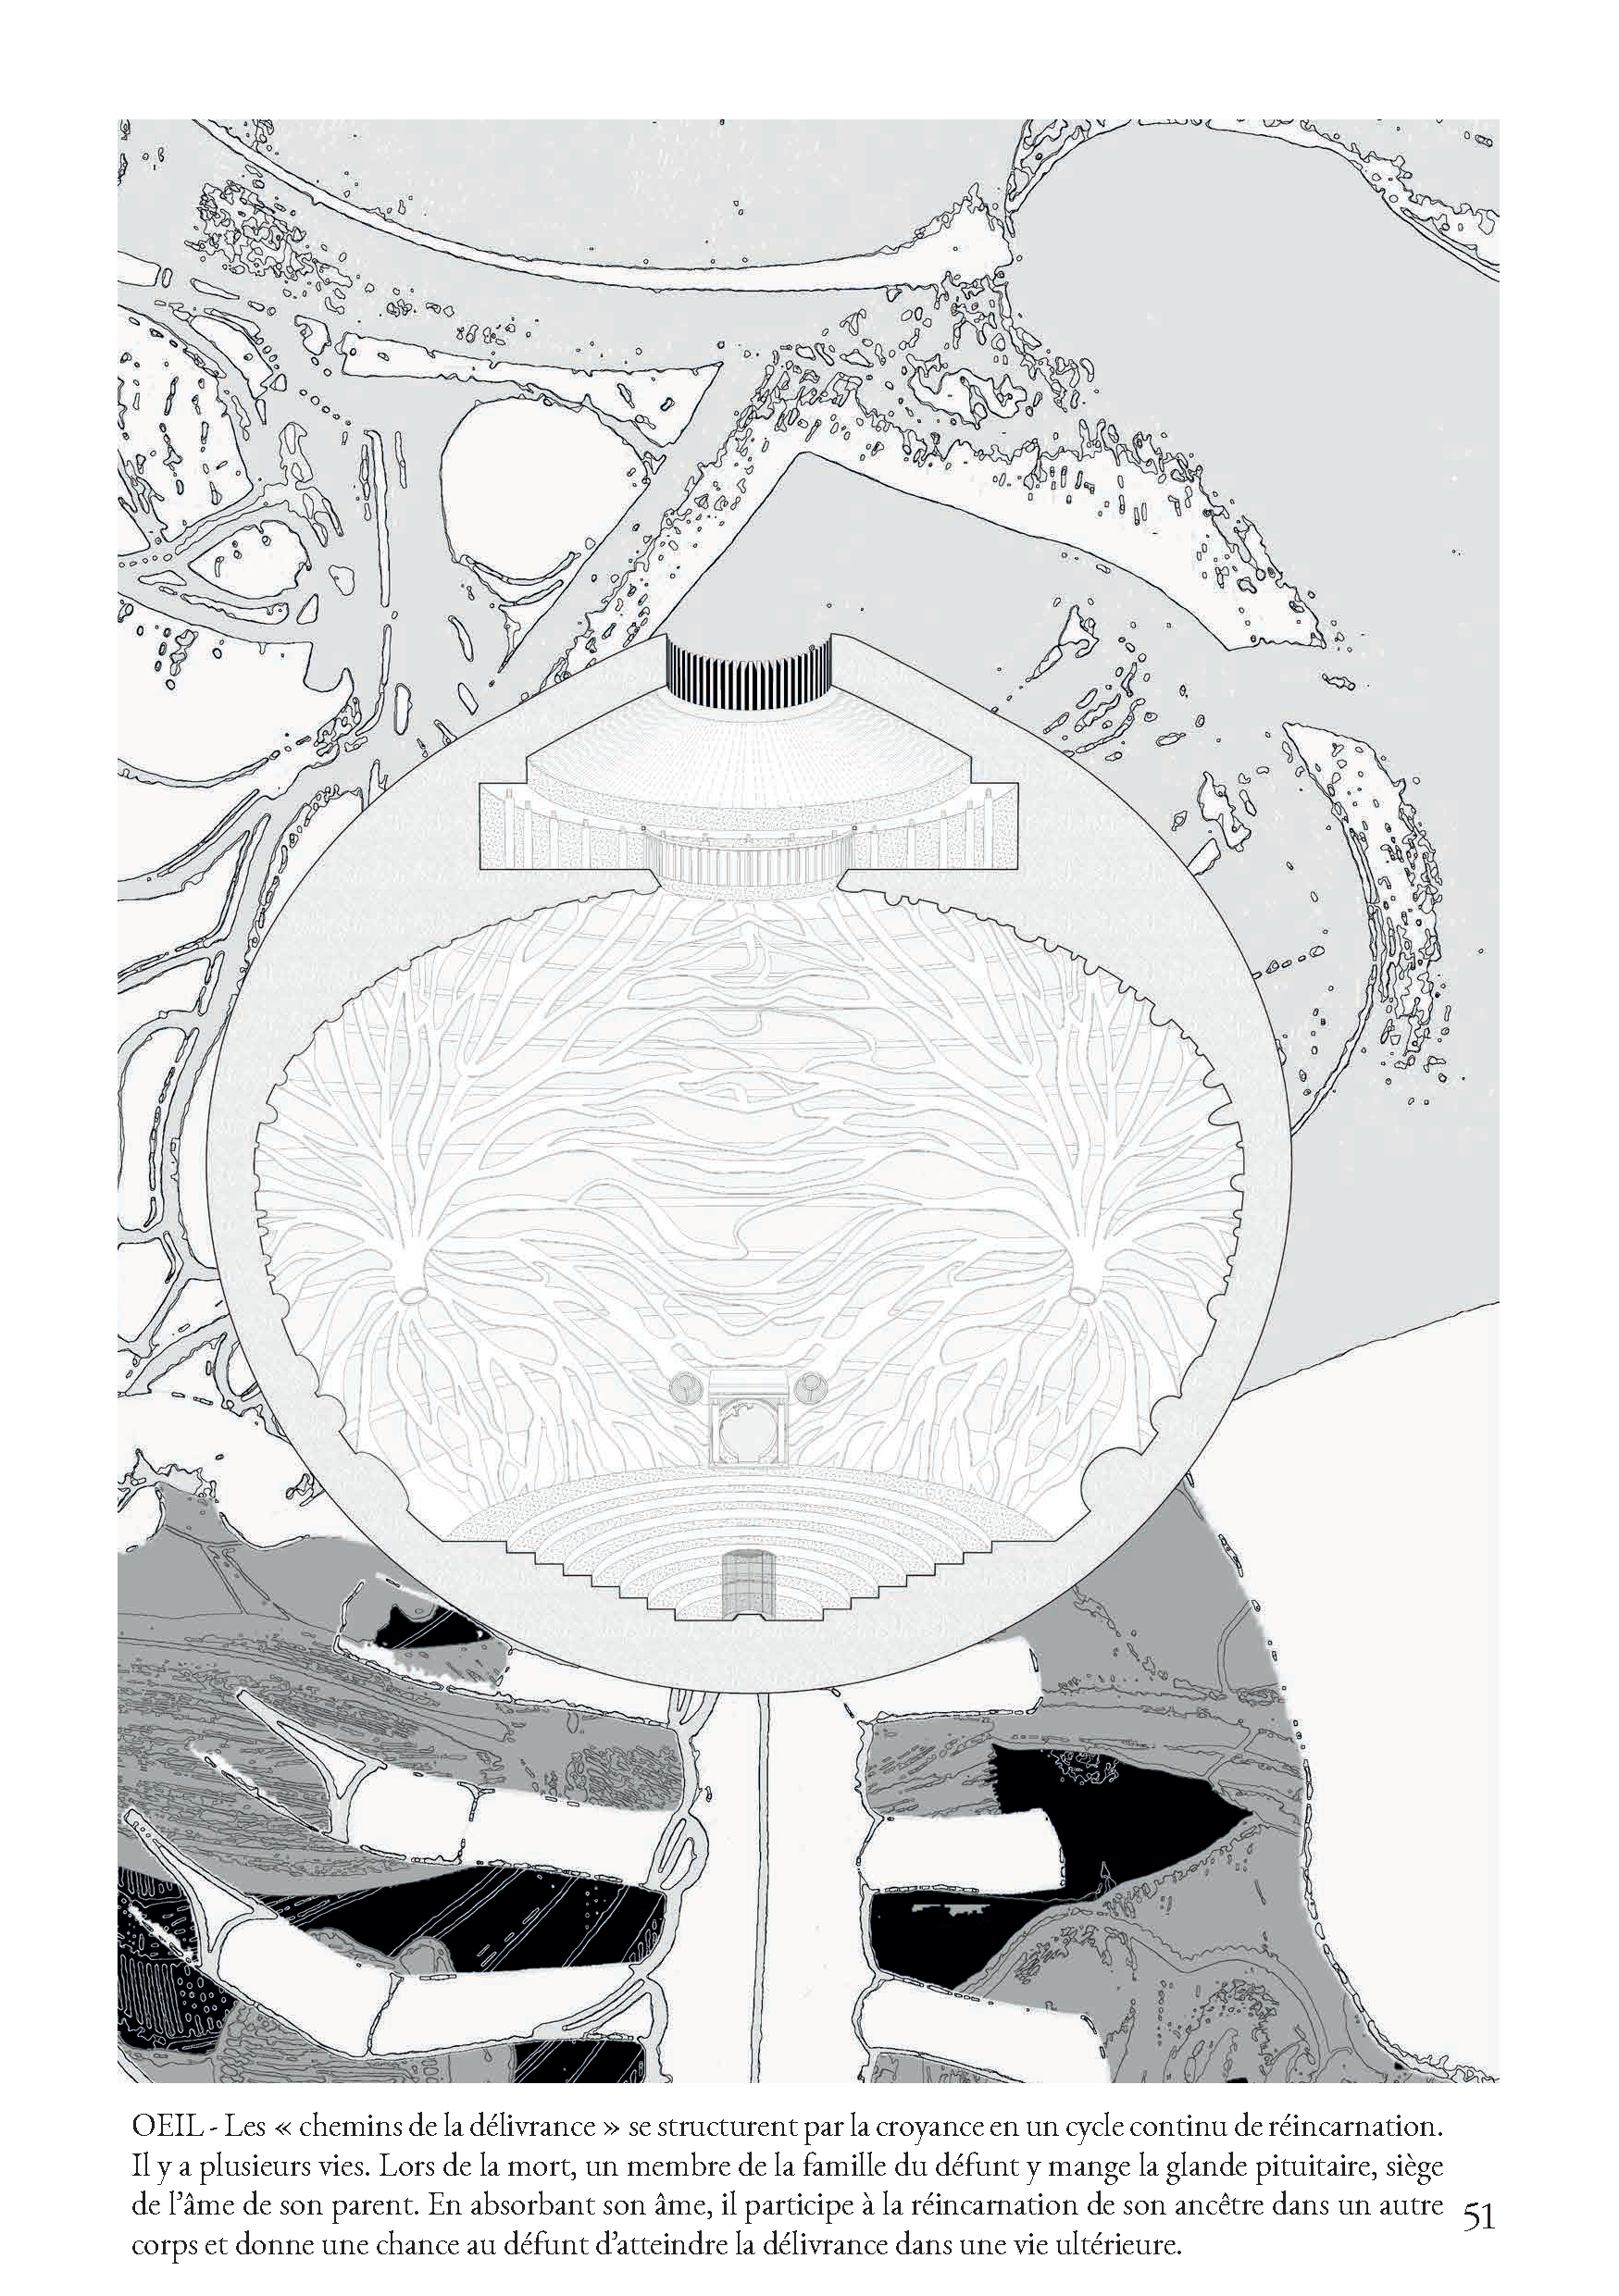 OEIL - Les « chemins de la délivrance » se structurent par la croyance en un cycle continu de réincarnation.
Il y a plusieurs vies. Lors de la mort, un membre de la famille du défunt y mange la glande pituitaire, siège
de l’âme de son parent. En absorbant son âme, il participe à la réincarnation de son ancêtre dans un autre
corps et donne une chance au défunt d’atteindre la délivrance dans une vie ultérieure.
51